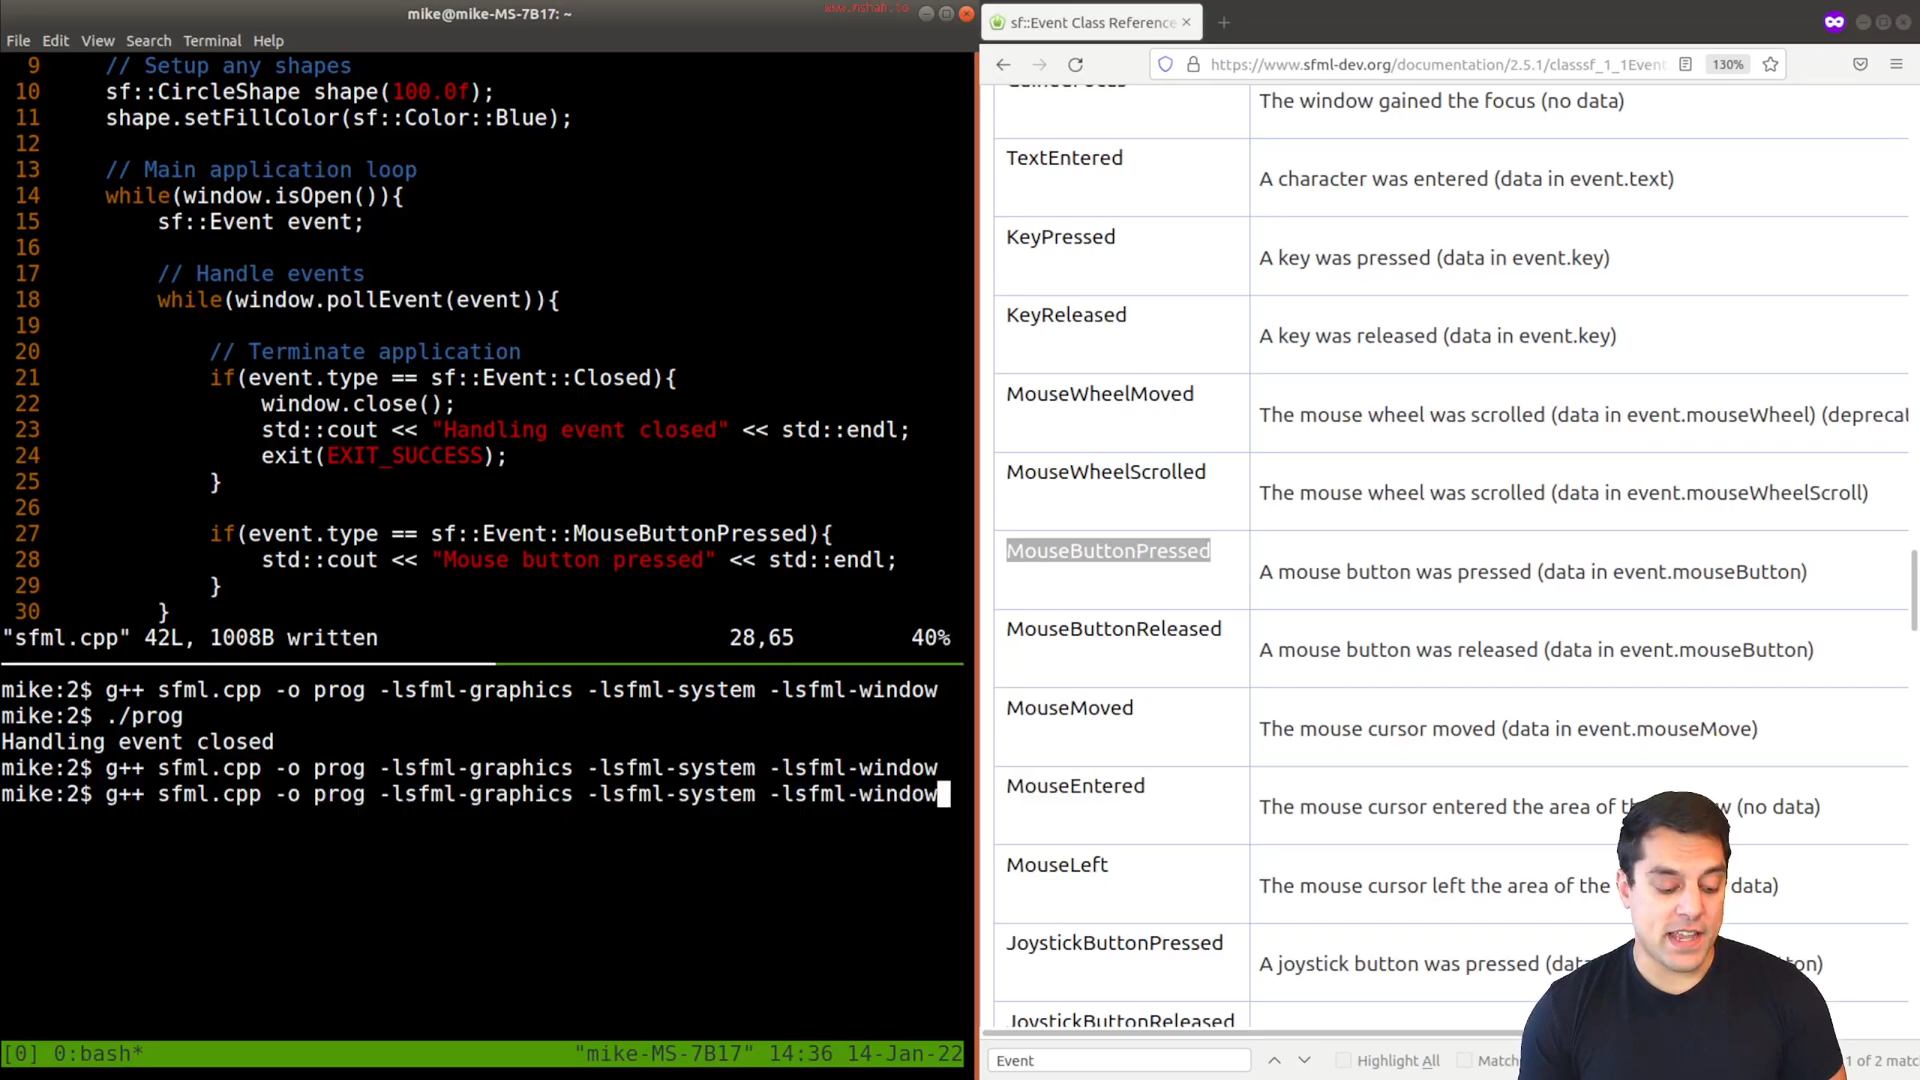 mike@mike-MS-7B17: ~
www.mshah.io
File Edit View Search Terminal Help
9 // Setup any shapes
10 sf::CircleShape shape(100.0f);
11 shape.setFillColor(sf::Color::Blue);
12
13 // Main application loop
14 while(window.isOpen()){
15 sf::Event event;
16
17 // Handle events
18 while(window.pollEvent(event)){
19
20 // Terminate application
21 if(event.type == sf::Event::Closed){
22 window.close();
23 std::cout << "Handling event closed" << std::endl;
24 exit(EXIT_SUCCESS);
25 }
26
27 if(event.type == sf::Event::MouseButtonPressed){
28 std::cout << "Mouse button pressed" << std::endl;
29 }
30 }
"sfml.cpp" 42L, 1008B written 28,65 40%
mike:2$ g++ sfml.cpp -o prog -lsfml-graphics -lsfml-system -lsfml-window
mike:2$ ./prog
Handling event closed
mike:2$ g++ sfml.cpp -o prog -lsfml-graphics -lsfml-system -lsfml-window
mike:2$ g++ sfml.cpp -o prog -lsfml-graphics -lsfml-system -lsfml-window
[0] 0:bash* "mike-MS-7B17" 14:36 14-Jan-22
sf::Event Class Reference
https://www.sfml-dev.org/documentation/2.5.1/classsf_1_1Event 130%
The window gained the focus (no data)
TextEntered
A character was entered (data in event.text)
KeyPressed
A key was pressed (data in event.key)
KeyReleased
A key was released (data in event.key)
MouseWheelMoved
The mouse wheel was scrolled (data in event.mouseWheel) (deprecat
MouseWheelScrolled
The mouse wheel was scrolled (data in event.mouseWheelScroll)
MouseButtonPressed
A mouse button was pressed (data in event.mouseButton)
MouseButtonReleased
A mouse button was released (data in event.mouseButton)
MouseMoved
The mouse cursor moved (data in event.mouseMove)
MouseEntered
The mouse cursor entered the area of w (no data)
MouseLeft
The mouse cursor left the area of the data)
JoystickButtonPressed
A joystick button was pressed (da ton)
JoystickButtonReleased
Event Highlight All Match 1 of 2 matc